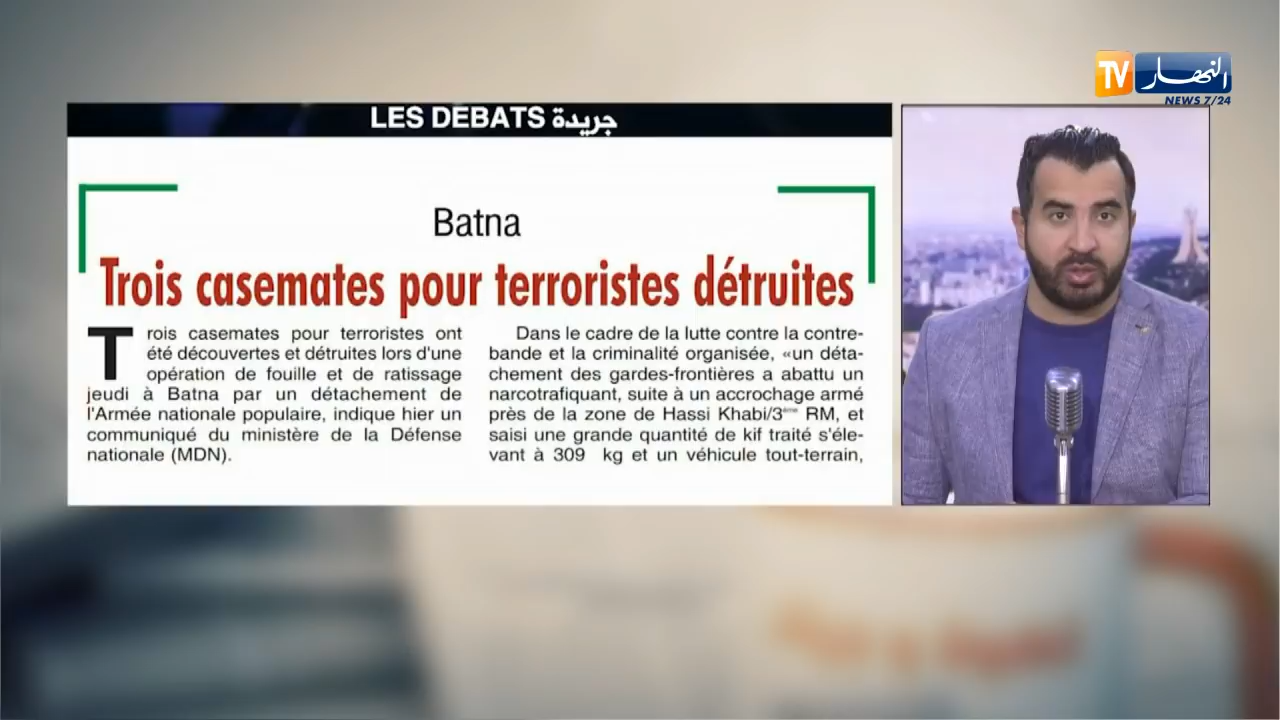 TV النهار
NEWS 7/24
LES DEBATS جريدة
Batna
Trois casemates pour terroristes détruites
Trois casemates pour terroristes ont
été découvertes et détruites lors d'une
opération de fouille et de ratissage
jeudi à Batna par un détachement de
l'Armée nationale populaire, indique hier un
communiqué du ministère de la Défense
nationale (MDN).
Dans le cadre de la lutte contre la contre-
bande et la criminalité organisée, «un déta-
chement des gardes-frontières a abattu un
narcotrafiquant, suite à un accrochage armé
près de la zone de Hassi Khabi/3ème RM, et
saisi une grande quantité de kif traité s'éle-
vant à 309 kg et un véhicule tout-terrain,